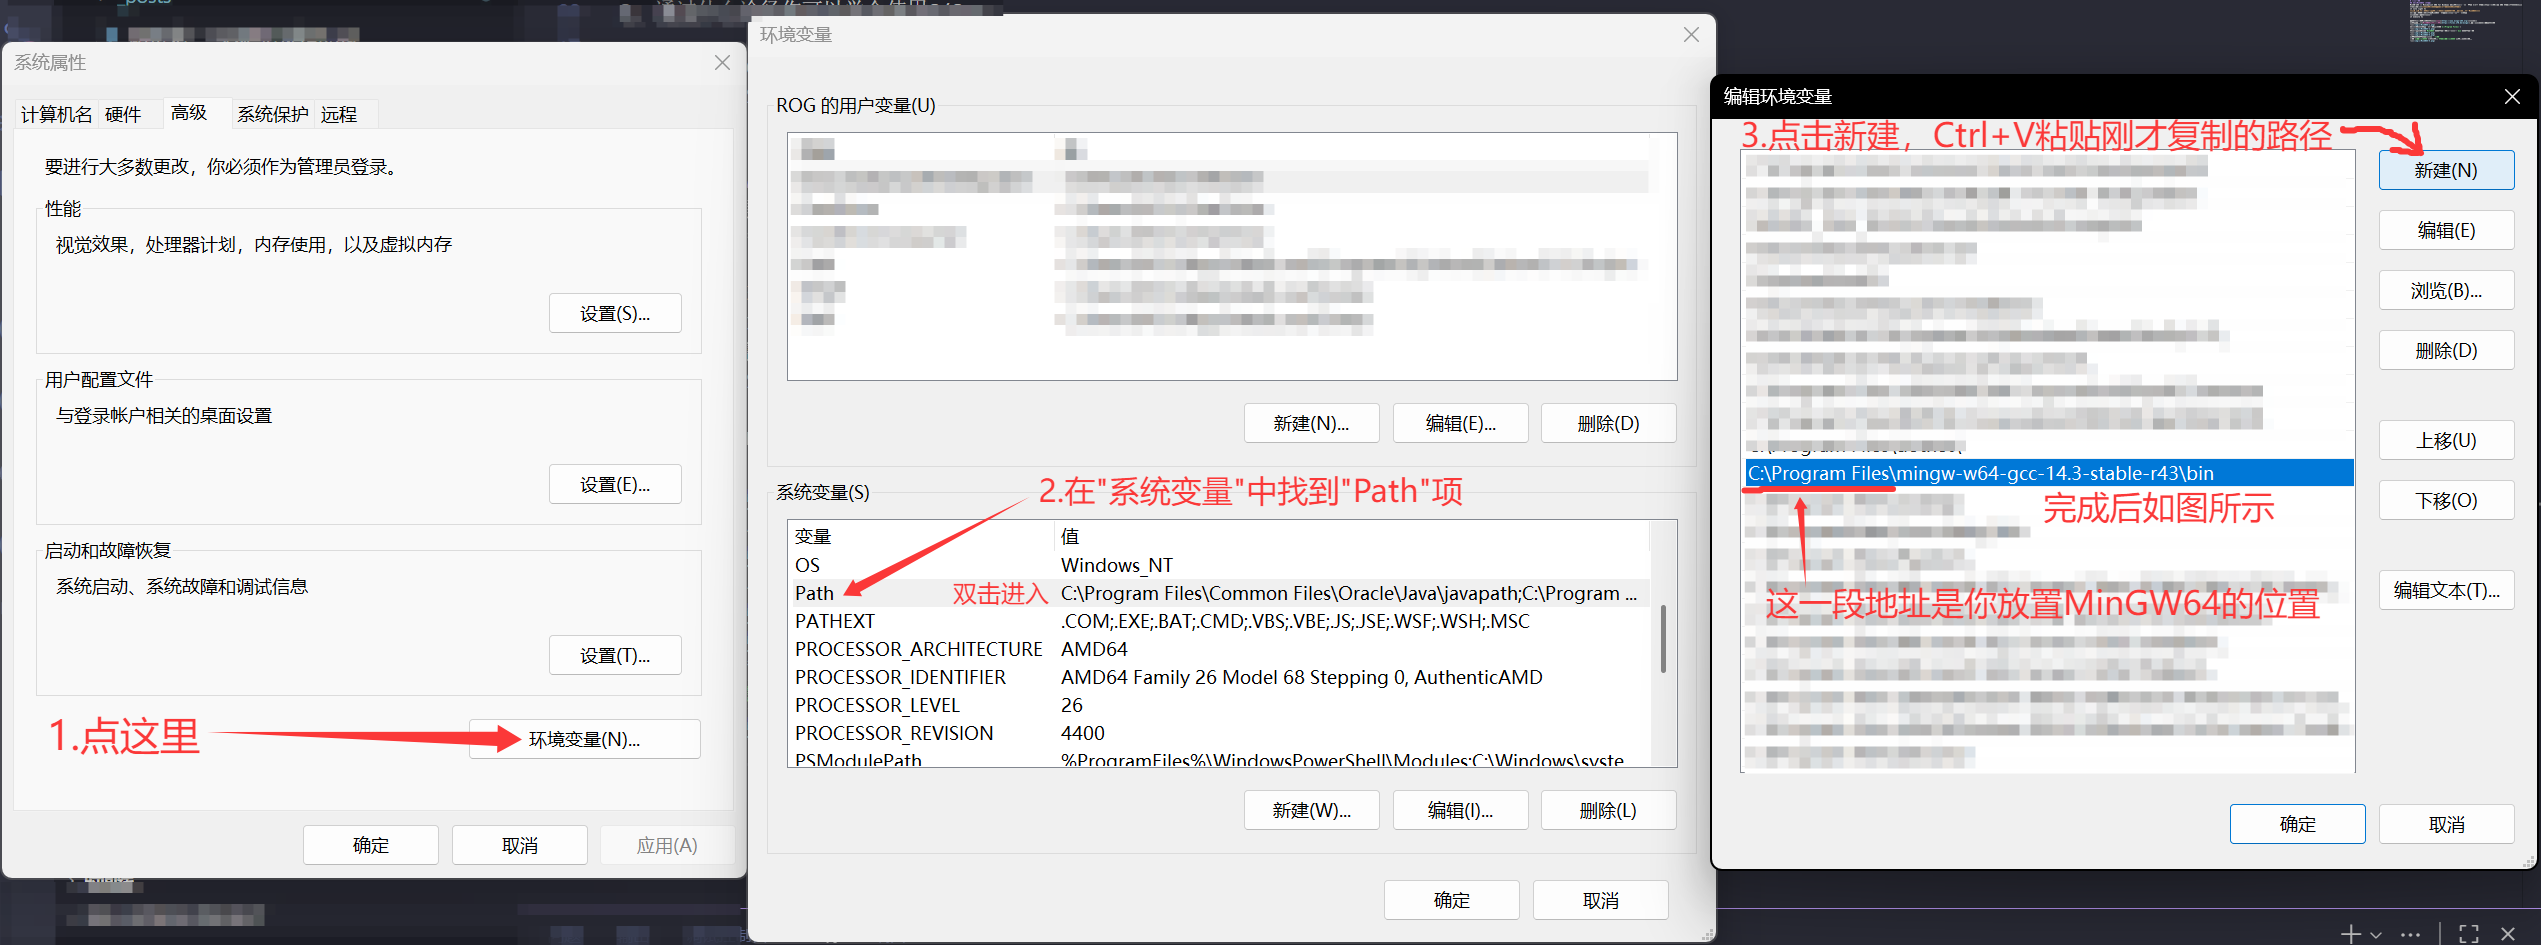 _posts
系统属性
计算机名
硬件
高级
系统保护
远程
要进行大多数更改，你必须作为管理员登录。
性能
视觉效果，处理器计划，内存使用，以及虚拟内存
设置(S)...
用户配置文件
与登录帐户相关的桌面设置
设置(E)...
启动和故障恢复
系统启动、系统故障和调试信息
设置(T)...
1.点这里
环境变量(N)...
确定
取消
应用(A)
环境变量
ROG 的用户变量(U)
新建(N)...
编辑(E)...
删除(D)
系统变量(S)
2.在"系统变量"中找到"Path"项
变量
值
OS
Windows_NT
Path
双击进入
C:\Program Files\Common Files\Oracle\Java\javapath;C:\Program ...
PATHEXT
.COM;.EXE;.BAT;.CMD;.VBS;.VBE;.JS;.JSE;.WSF;.WSH;.MSC
PROCESSOR_ARCHITECTURE
AMD64
PROCESSOR_IDENTIFIER
AMD64 Family 26 Model 68 Stepping 0, AuthenticAMD
PROCESSOR_LEVEL
26
PROCESSOR_REVISION
4400
PSModulePath
%ProgramFiles%\WindowsPowerShell\Modules;C:\Windows\syste
新建(W)...
编辑(I)...
删除(L)
确定
取消
编辑环境变量
3.点击新建，Ctrl+V粘贴刚才复制的路径
新建(N)
编辑(E)
浏览(B)...
删除(D)
上移(U)
C:\Program Files\mingw-w64-gcc-14.3-stable-r43\bin
完成后如图所示
下移(O)
编辑文本(T)...
这一段地址是你放置MinGW64的位置
确定
取消